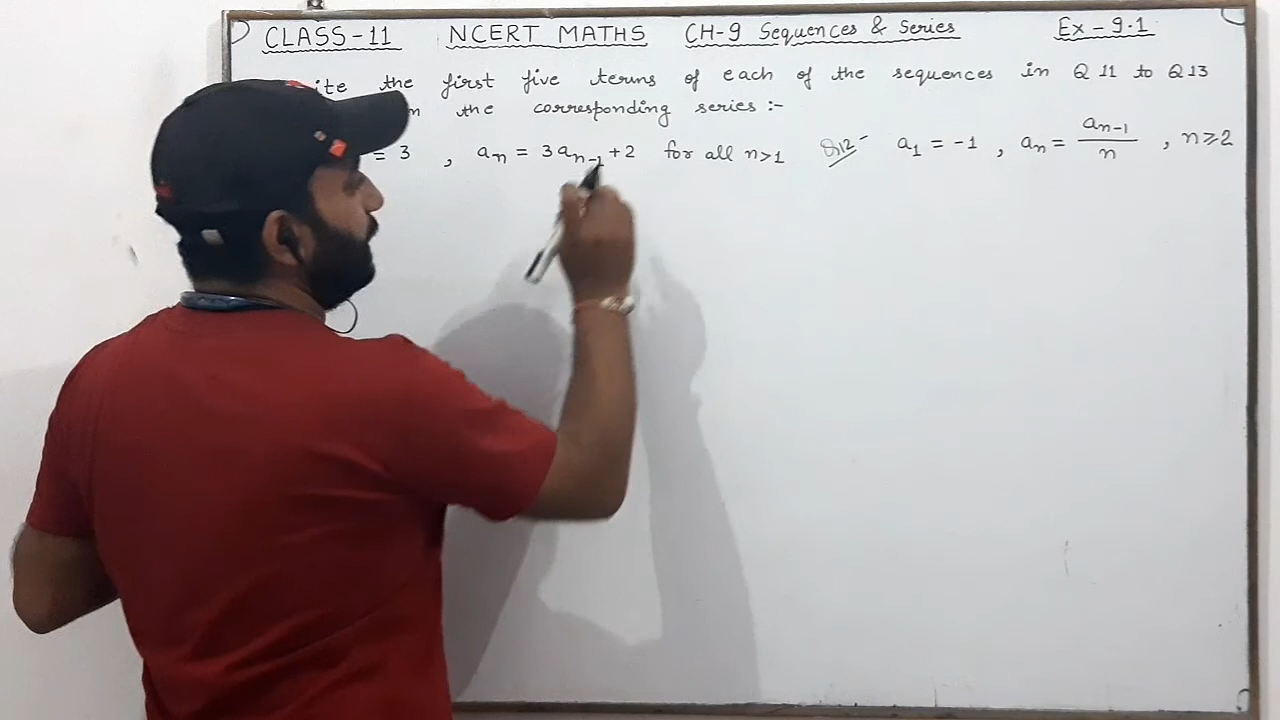 CLASS-11 NCERT MATHS CH-9 Sequences & Series Ex-9.1
ite the first five terms of each of the sequences in Q 11 to Q 13
the corresponding series :-
= 3 , aₙ = 3aₙ₋₁+2 for all n>1 Q.12- a₁ = -1 , aₙ = aₙ₋₁/n , n≥2